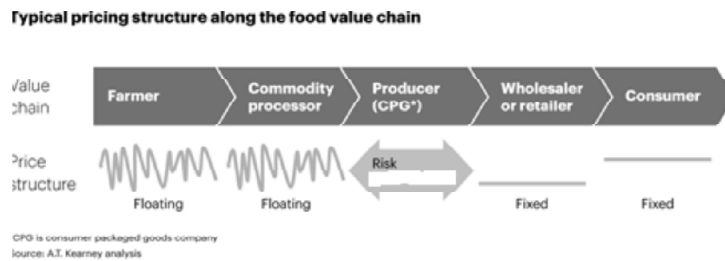 Typical pricing structure along the food value chain
Value
chain
Farmer
Commodity
processor
Producer
(CPG*)
Wholesaler
or retailer
Consumer
Price
structure
Floating
Floating
Risk
Fixed
Fixed
CPG is consumer packaged goods company
Source: A.T. Kearney analysis